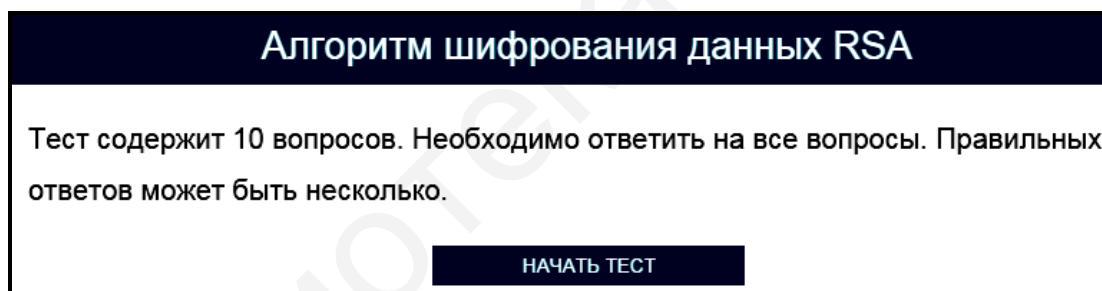 Алгоритм шифрования данных RSA
Тест содержит 10 вопросов. Необходимо ответить на все вопросы. Правильных
ответов может быть несколько.
НАЧАТЬ ТЕСТ